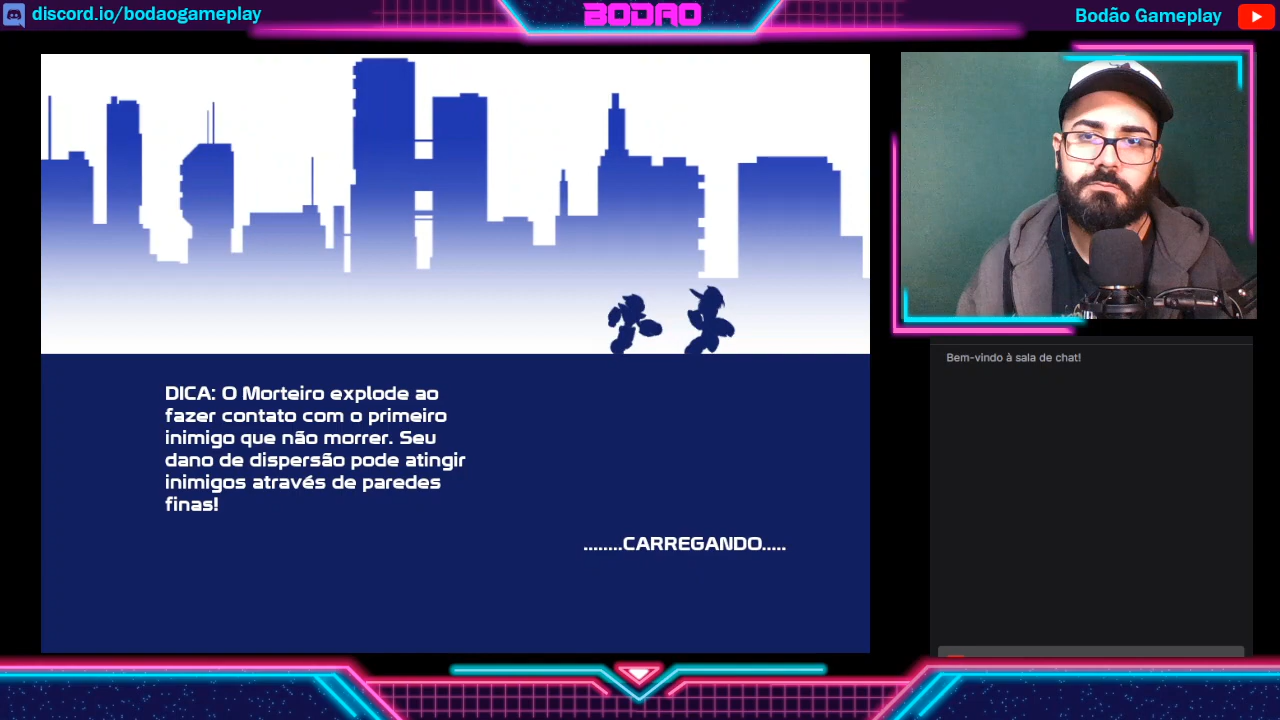 discord.io/bodaogameplay
BODAO
Bodão Gameplay
DICA: O Morteiro explode ao
fazer contato com o primeiro
inimigo que não morrer. Seu
dano de dispersão pode atingir
inimigos através de paredes
finas!
........CARREGANDO.....
Bem-vindo à sala de chat!